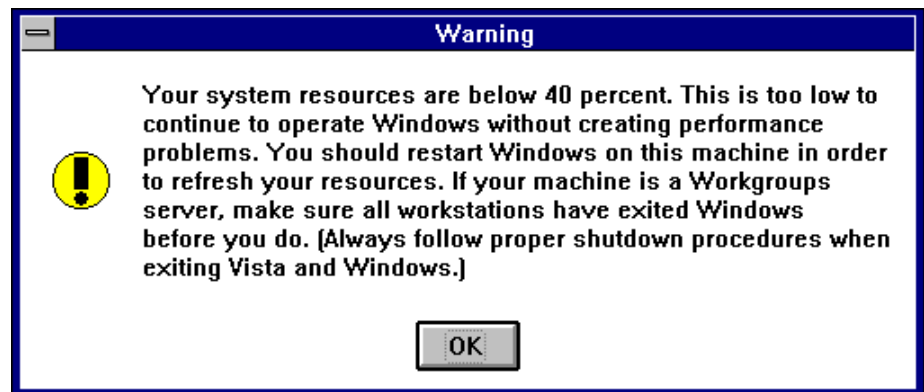 Warning
Your system resources are below 40 percent. This is too low to
continue to operate Windows without creating performance
problems. You should restart Windows on this machine in order
to refresh your resources. If your machine is a Workgroups
server, make sure all workstations have exited Windows
before you do. (Always follow proper shutdown procedures when
exiting Vista and Windows.)
OK